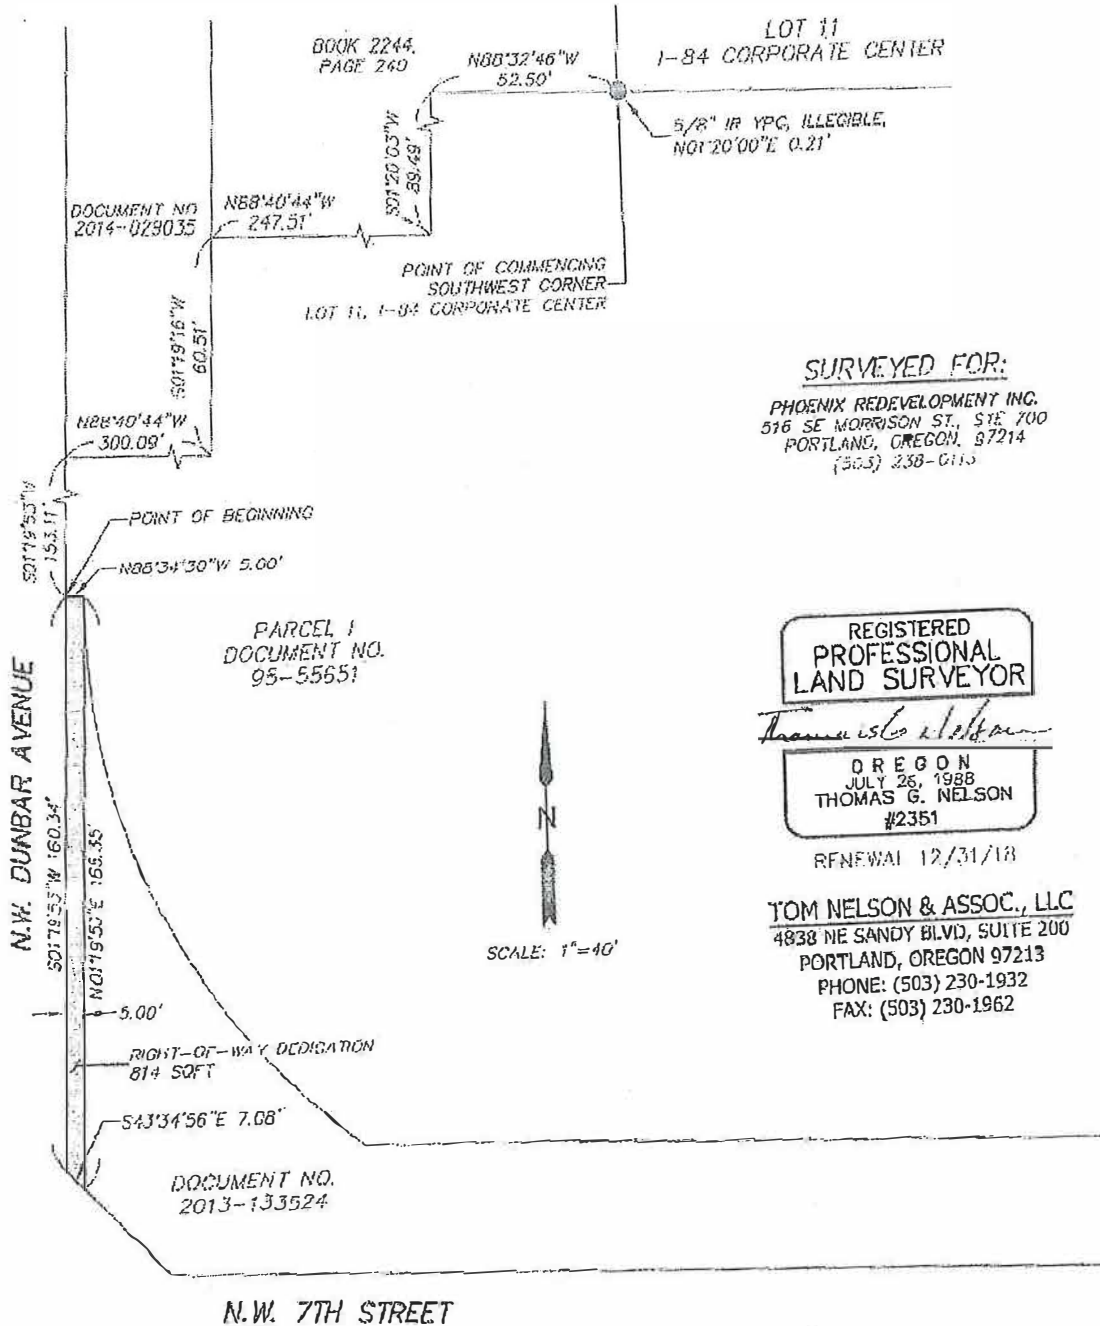 LOT 11
I-84 CORPORATE CENTER
BOOK 2244,
PAGE 240
N88°32'46"W
52.50'
5/8" IR YPC, ILLEGIBLE,
N01°20'00"E 0.21'
S01°20'03"W
89.49'
DOCUMENT NO
2014-029035
N88°40'44"W
247.51'
POINT OF COMMENCING
SOUTHWEST CORNER
LOT 11, I-84 CORPORATE CENTER
S01°19'16"W
60.51'
SURVEYED FOR:
PHOENIX REDEVELOPMENT INC.
516 SE MORRISON ST., STE 700
PORTLAND, OREGON, 97214
(503) 238-0113
N88°40'44"W
300.09'
S01°19'53"W
153.11'
POINT OF BEGINNING
N88°34'30"W 5.00'
PARCEL I
DOCUMENT NO.
95-55651
N.W. DUNBAR AVENUE
REGISTERED
PROFESSIONAL
LAND SURVEYOR
OREGON
JULY 26, 1988
THOMAS G. NELSON
#2351
RENEWAL 12/31/18
N
SCALE: 1"=40'
S01°19'53"W 160.34'
N01°19'53"E 165.35'
TOM NELSON & ASSOC., LLC
4838 NE SANDY BLVD, SUITE 200
PORTLAND, OREGON 97213
PHONE: (503) 230-1932
FAX: (503) 230-1962
5.00'
RIGHT-OF-WAY DEDICATION
814 SQFT
S43°34'56"E 7.08'
DOCUMENT NO.
2013-133524
N.W. 7TH STREET